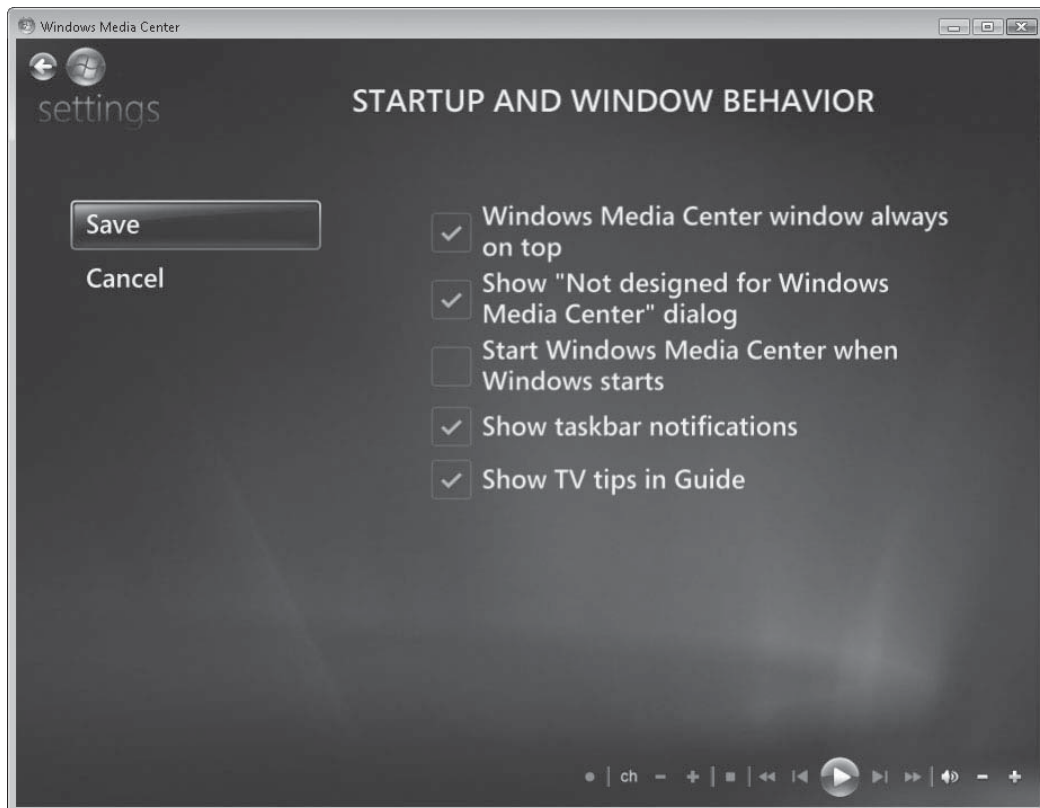 Windows Media Center
settings
STARTUP AND WINDOW BEHAVIOR
Save
Cancel
Windows Media Center window always
on top
Show "Not designed for Windows
Media Center" dialog
Start Windows Media Center when
Windows starts
Show taskbar notifications
Show TV tips in Guide
ch